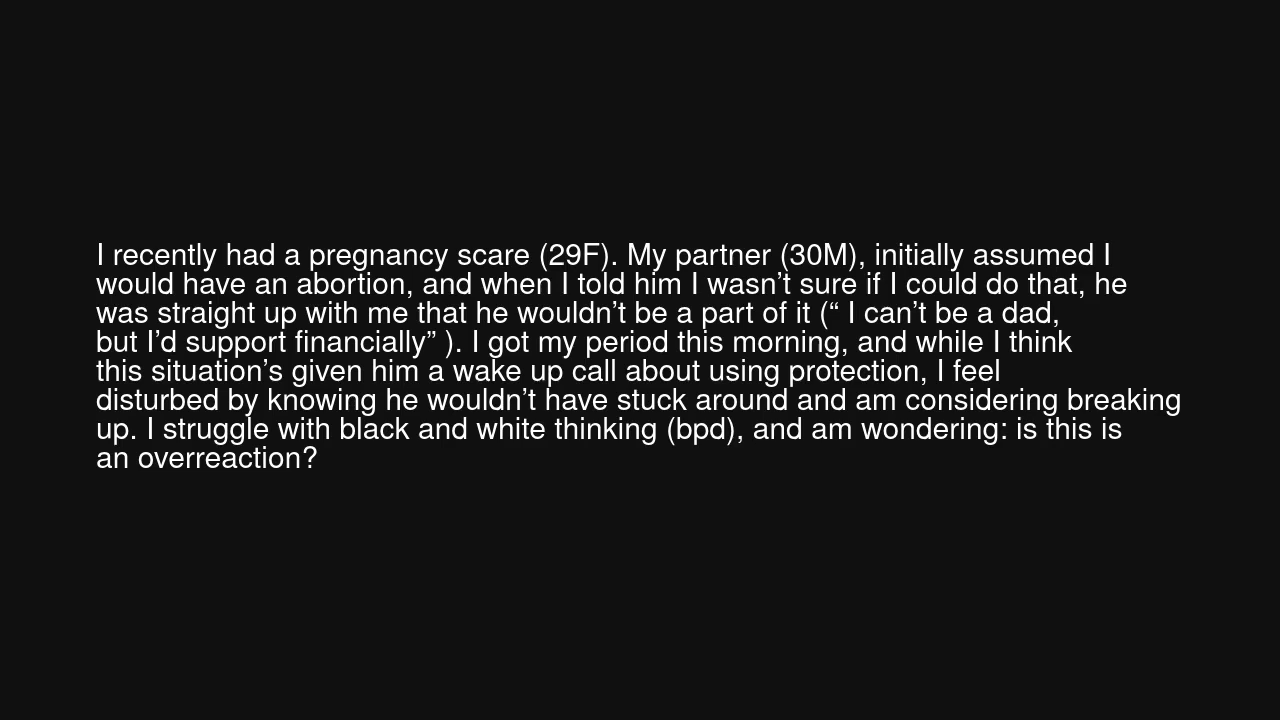 I recently had a pregnancy scare (29F). My partner (30M), initially assumed I
would have an abortion, and when I told him I wasn’t sure if I could do that, he
was straight up with me that he wouldn’t be a part of it (“ I can’t be a dad,
but I’d support financially” ). I got my period this morning, and while I think
this situation’s given him a wake up call about using protection, I feel
disturbed by knowing he wouldn’t have stuck around and am considering breaking
up. I struggle with black and white thinking (bpd), and am wondering: is this is
an overreaction?